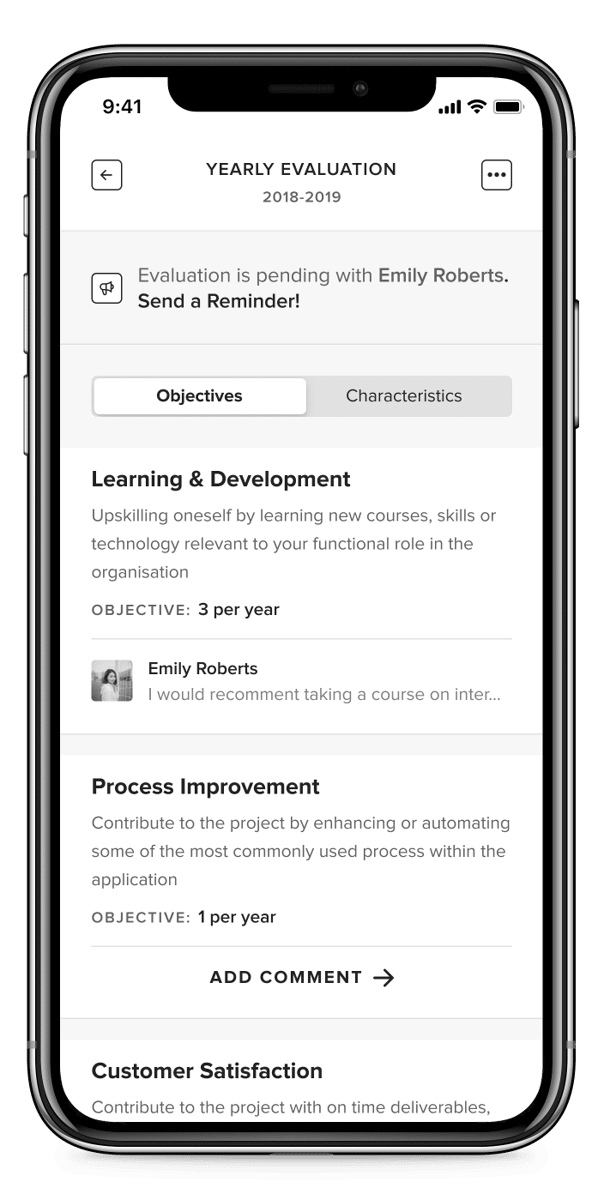 9:41
YEARLY EVALUATION
2018-2019
Evaluation is pending with Emily Roberts.
Send a Reminder!
Objectives
Characteristics
Learning & Development
Upskilling oneself by learning new courses, skills or
technology relevant to your functional role in the
organisation
OBJECTIVE: 3 per year
Emily Roberts
I would recomment taking a course on inter...
Process Improvement
Contribute to the project by enhancing or automating
some of the most commonly used process within the
application
OBJECTIVE: 1 per year
ADD COMMENT
Customer Satisfaction
Contribute to the project with on time deliverables,